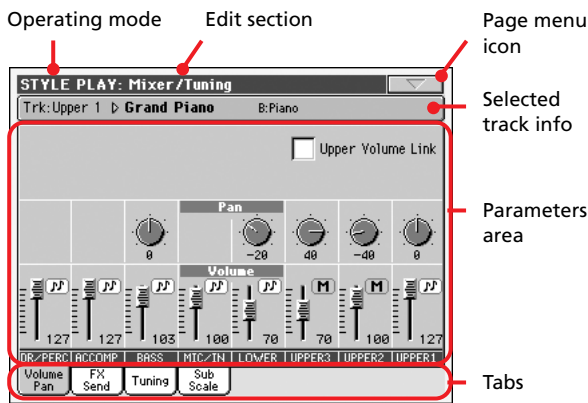 Operating mode
Edit section
Page menu
icon
STYLE PLAY: Mixer/Tuning
Trk:Upper 1 Grand Piano B:Piano
Selected
track info
Upper Volume Link
Parameters
area
Pan
0 -20 40 -40 0
Volume
M M
127 127 103 100 70 70 100 127
DR/PERC ACCOMP BASS MIC/IN LOWER UPPER3 UPPER2 UPPER1
Volume
Pan
FX
Send
Tuning
Sub
Scale
Tabs